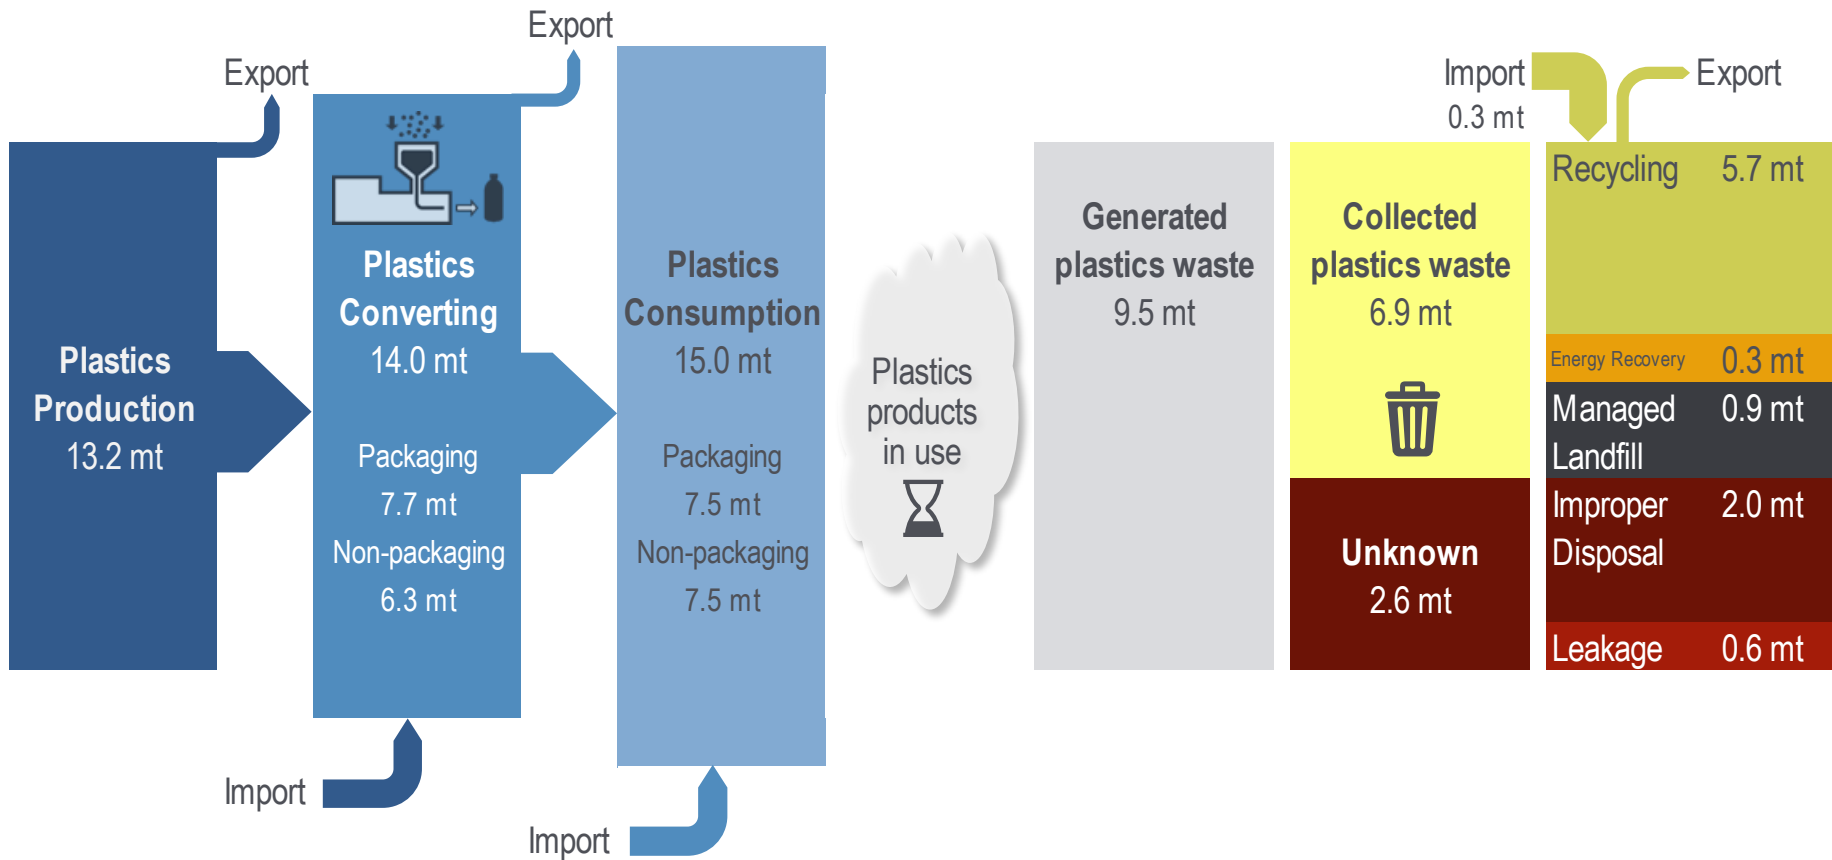 Export
Plastics
Production
13.2 mt
Import
Export
Plastics
Converting
14.0 mt
Packaging
7.7 mt
Non-packaging
6.3 mt
Import
Plastics
Consumption
15.0 mt
Packaging
7.5 mt
Non-packaging
7.5 mt
Plastics
products
in use
Generated
plastics waste
9.5 mt
Collected
plastics waste
6.9 mt
Unknown
2.6 mt
Import
0.3 mt
Export
Recycling 5.7 mt
Energy Recovery 0.3 mt
Managed 0.9 mt
Landfill
Improper 2.0 mt
Disposal
Leakage 0.6 mt